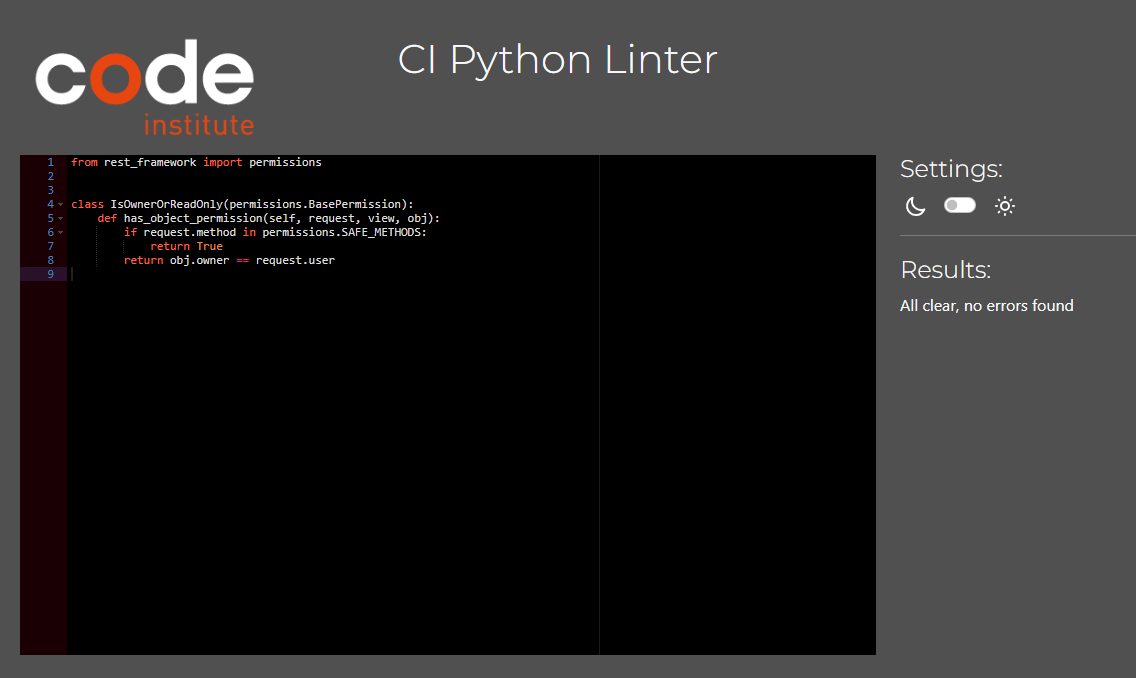 code
institute
CI Python Linter
1 from rest_framework import permissions
2
3
4 class IsOwnerOrReadOnly(permissions.BasePermission):
5     def has_object_permission(self, request, view, obj):
6         if request.method in permissions.SAFE_METHODS:
7             return True
8         return obj.owner == request.user
9
Settings:
Results:
All clear, no errors found